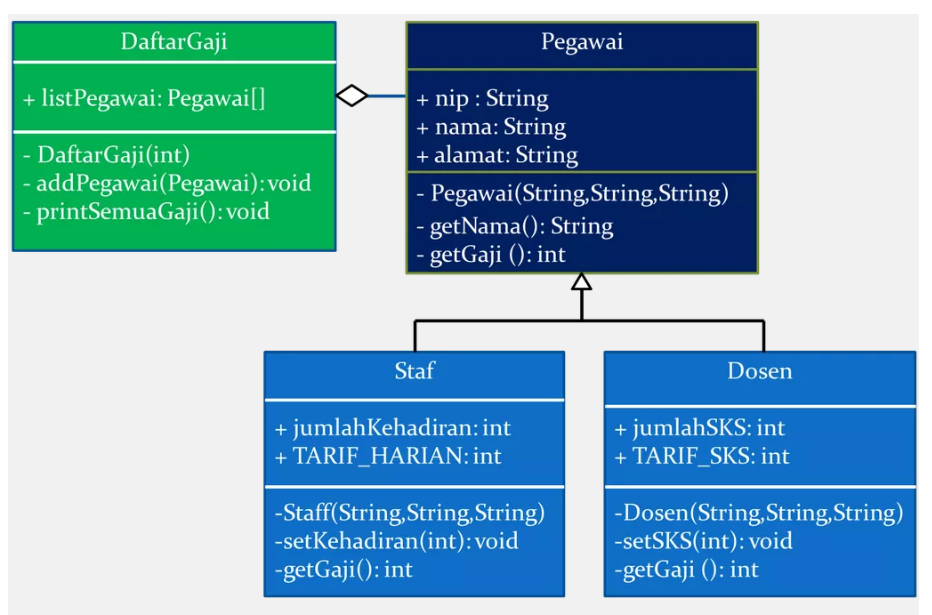 DaftarGaji
+ listPegawai: Pegawai[]
- DaftarGaji(int)
- addPegawai(Pegawai): void
- printSemuaGaji(): void
Pegawai
+ nip : String
+ nama: String
+ alamat: String
- Pegawai(String,String,String)
- getNama(): String
- getGaji (): int
Staf
+ jumlahKehadiran: int
+ TARIF_HARIAN: int
-Staff(String,String,String)
-setKehadiran(int): void
-getGaji(): int
Dosen
+ jumlahSKS: int
+ TARIF_SKS: int
-Dosen(String,String,String)
-setSKS(int): void
-getGaji (): int